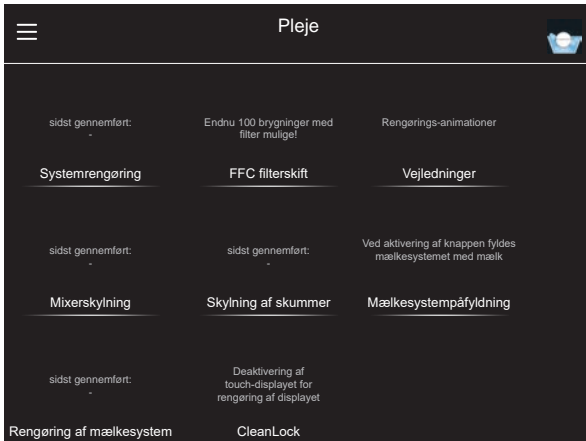 Pleje
sidst gennemført:
-
Endnu 100 brygninger med
filter mulige!
Rengørings-animationer
Systemrengøring
FFC filterskift
Vejledninger
sidst gennemført:
-
sidst gennemført:
-
Ved aktivering af knappen fyldes
mælkesystemet med mælk
Mixerskylning
Skylning af skummer
Mælkesystempåfyldning
sidst gennemført:
-
Deaktivering af
touch-displayet for
rengøring af displayet
Rengøring af mælkesystem
CleanLock